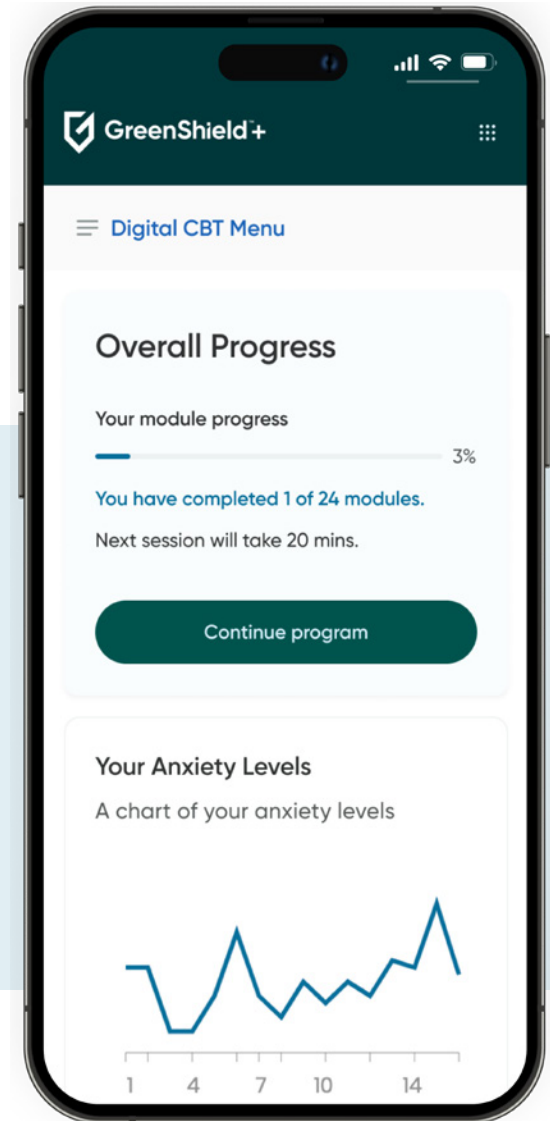 GreenShield™+
Digital CBT Menu
Overall Progress
Your module progress
3%
You have completed 1 of 24 modules.
Next session will take 20 mins.
Continue program
Your Anxiety Levels
A chart of your anxiety levels
1 4 7 10 14